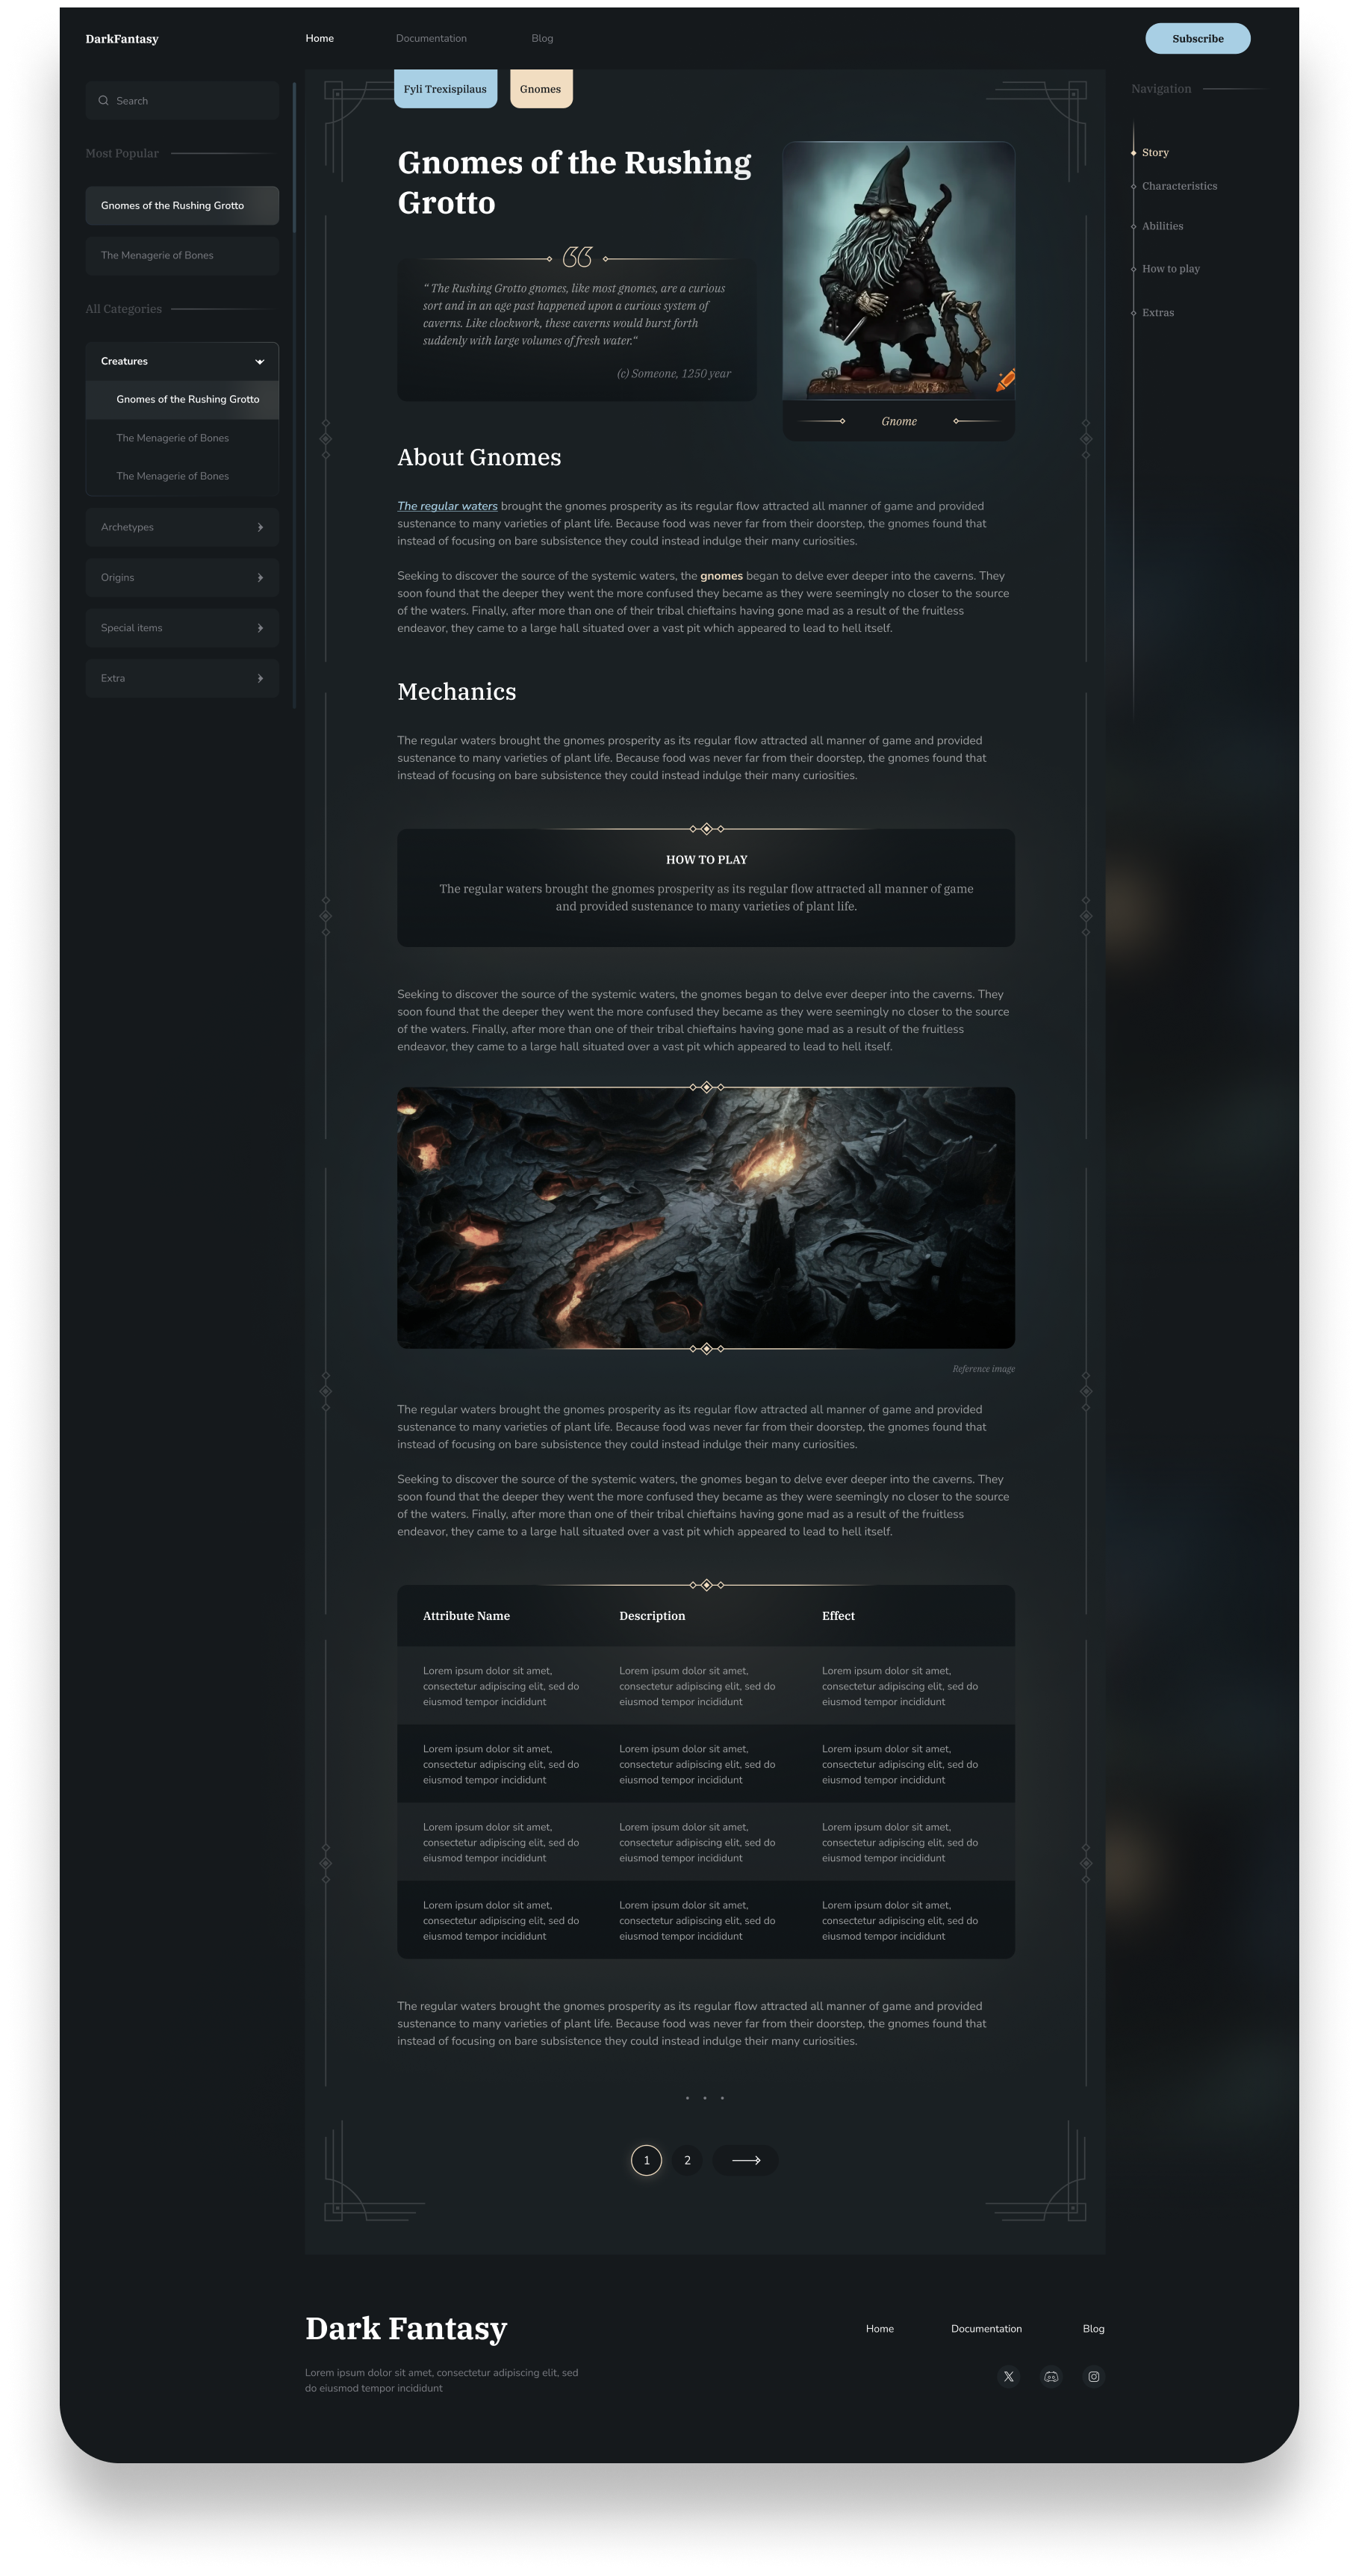 DarkFantasy
Home
Documentation
Blog
Subscribe
Search
Most Popular
Gnomes of the Rushing Grotto
The Menagerie of Bones
All Categories
Creatures
Gnomes of the Rushing Grotto
The Menagerie of Bones
The Menagerie of Bones
Archetypes
Origins
Special items
Extra
Fyli Trexispilaus
Gnomes
Gnomes of the Rushing
Grotto
“ The Rushing Grotto gnomes, like most gnomes, are a curious
sort and in an age past happened upon a curious system of
caverns. Like clockwork, these caverns would burst forth
suddenly with large volumes of fresh water.“
(c) Someone, 1250 year
Gnome
About Gnomes
The regular waters brought the gnomes prosperity as its regular flow attracted all manner of game and provided
sustenance to many varieties of plant life. Because food was never far from their doorstep, the gnomes found that
instead of focusing on bare subsistence they could instead indulge their many curiosities.
Seeking to discover the source of the systemic waters, the gnomes began to delve ever deeper into the caverns. They
soon found that the deeper they went the more confused they became as they were seemingly no closer to the source
of the waters. Finally, after more than one of their tribal chieftains having gone mad as a result of the fruitless
endeavor, they came to a large hall situated over a vast pit which appeared to lead to hell itself.
Mechanics
The regular waters brought the gnomes prosperity as its regular flow attracted all manner of game and provided
sustenance to many varieties of plant life. Because food was never far from their doorstep, the gnomes found that
instead of focusing on bare subsistence they could instead indulge their many curiosities.
HOW TO PLAY
The regular waters brought the gnomes prosperity as its regular flow attracted all manner of game
and provided sustenance to many varieties of plant life.
Seeking to discover the source of the systemic waters, the gnomes began to delve ever deeper into the caverns. They
soon found that the deeper they went the more confused they became as they were seemingly no closer to the source
of the waters. Finally, after more than one of their tribal chieftains having gone mad as a result of the fruitless
endeavor, they came to a large hall situated over a vast pit which appeared to lead to hell itself.
Reference image
The regular waters brought the gnomes prosperity as its regular flow attracted all manner of game and provided
sustenance to many varieties of plant life. Because food was never far from their doorstep, the gnomes found that
instead of focusing on bare subsistence they could instead indulge their many curiosities.
Seeking to discover the source of the systemic waters, the gnomes began to delve ever deeper into the caverns. They
soon found that the deeper they went the more confused they became as they were seemingly no closer to the source
of the waters. Finally, after more than one of their tribal chieftains having gone mad as a result of the fruitless
endeavor, they came to a large hall situated over a vast pit which appeared to lead to hell itself.
Attribute Name
Description
Effect
Lorem ipsum dolor sit amet,
consectetur adipiscing elit, sed do
eiusmod tempor incididunt
Lorem ipsum dolor sit amet,
consectetur adipiscing elit, sed do
eiusmod tempor incididunt
Lorem ipsum dolor sit amet,
consectetur adipiscing elit, sed do
eiusmod tempor incididunt
Lorem ipsum dolor sit amet,
consectetur adipiscing elit, sed do
eiusmod tempor incididunt
Lorem ipsum dolor sit amet,
consectetur adipiscing elit, sed do
eiusmod tempor incididunt
Lorem ipsum dolor sit amet,
consectetur adipiscing elit, sed do
eiusmod tempor incididunt
Lorem ipsum dolor sit amet,
consectetur adipiscing elit, sed do
eiusmod tempor incididunt
Lorem ipsum dolor sit amet,
consectetur adipiscing elit, sed do
eiusmod tempor incididunt
Lorem ipsum dolor sit amet,
consectetur adipiscing elit, sed do
eiusmod tempor incididunt
Lorem ipsum dolor sit amet,
consectetur adipiscing elit, sed do
eiusmod tempor incididunt
Lorem ipsum dolor sit amet,
consectetur adipiscing elit, sed do
eiusmod tempor incididunt
Lorem ipsum dolor sit amet,
consectetur adipiscing elit, sed do
eiusmod tempor incididunt
The regular waters brought the gnomes prosperity as its regular flow attracted all manner of game and provided
sustenance to many varieties of plant life. Because food was never far from their doorstep, the gnomes found that
instead of focusing on bare subsistence they could instead indulge their many curiosities.
1
2
Navigation
Story
Characteristics
Abilities
How to play
Extras
Dark Fantasy
Lorem ipsum dolor sit amet, consectetur adipiscing elit, sed
do eiusmod tempor incididunt
Home
Documentation
Blog